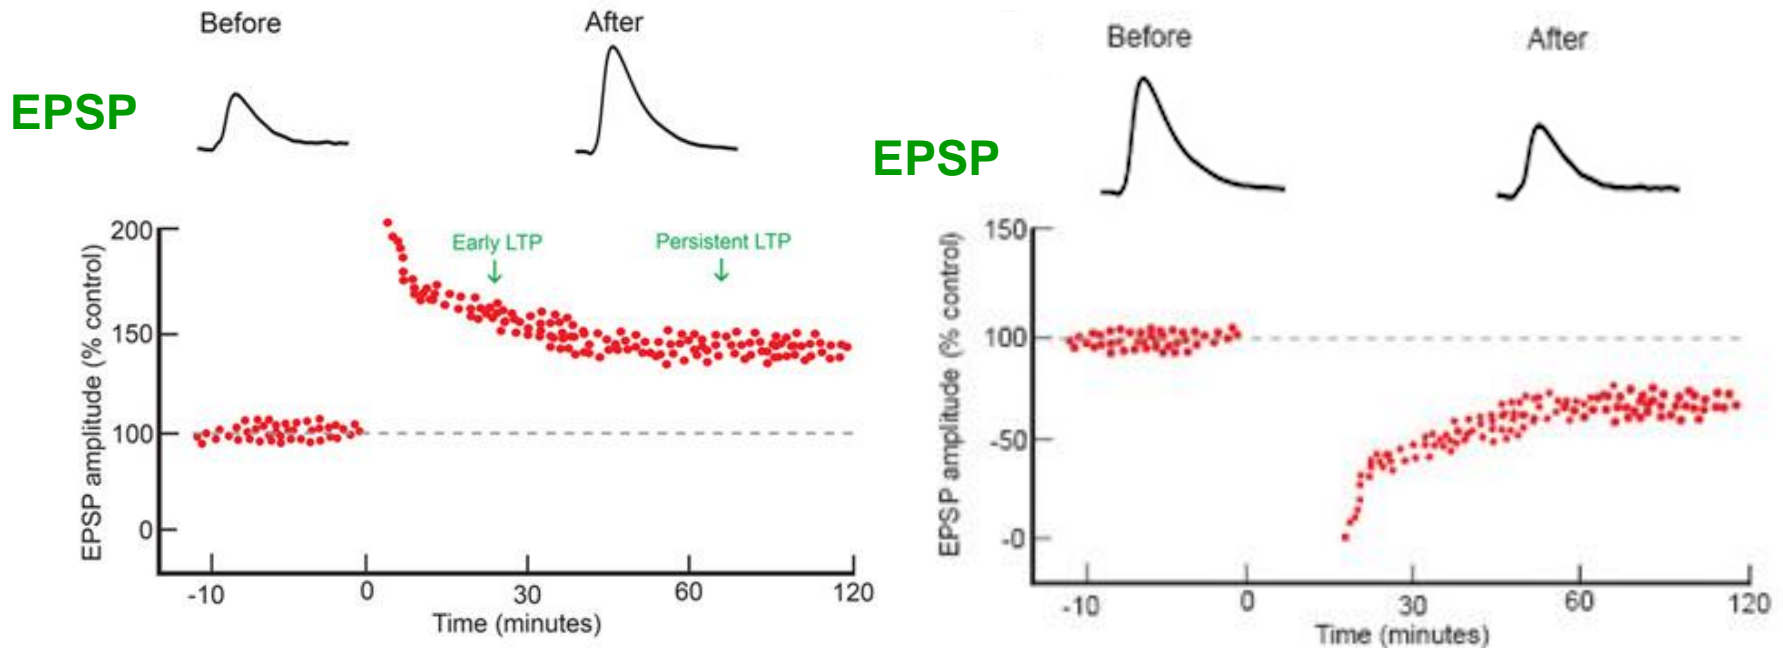 Before
After
EPSP
200
150
100
0
EPSP amplitude (% control)
Early LTP
Persistent LTP
-10
0
30
60
120
Time (minutes)
Before
After
EPSP
150
100
-50
-0
EPSP amplitude (% control)
-10
0
30
60
120
Time (minutes)